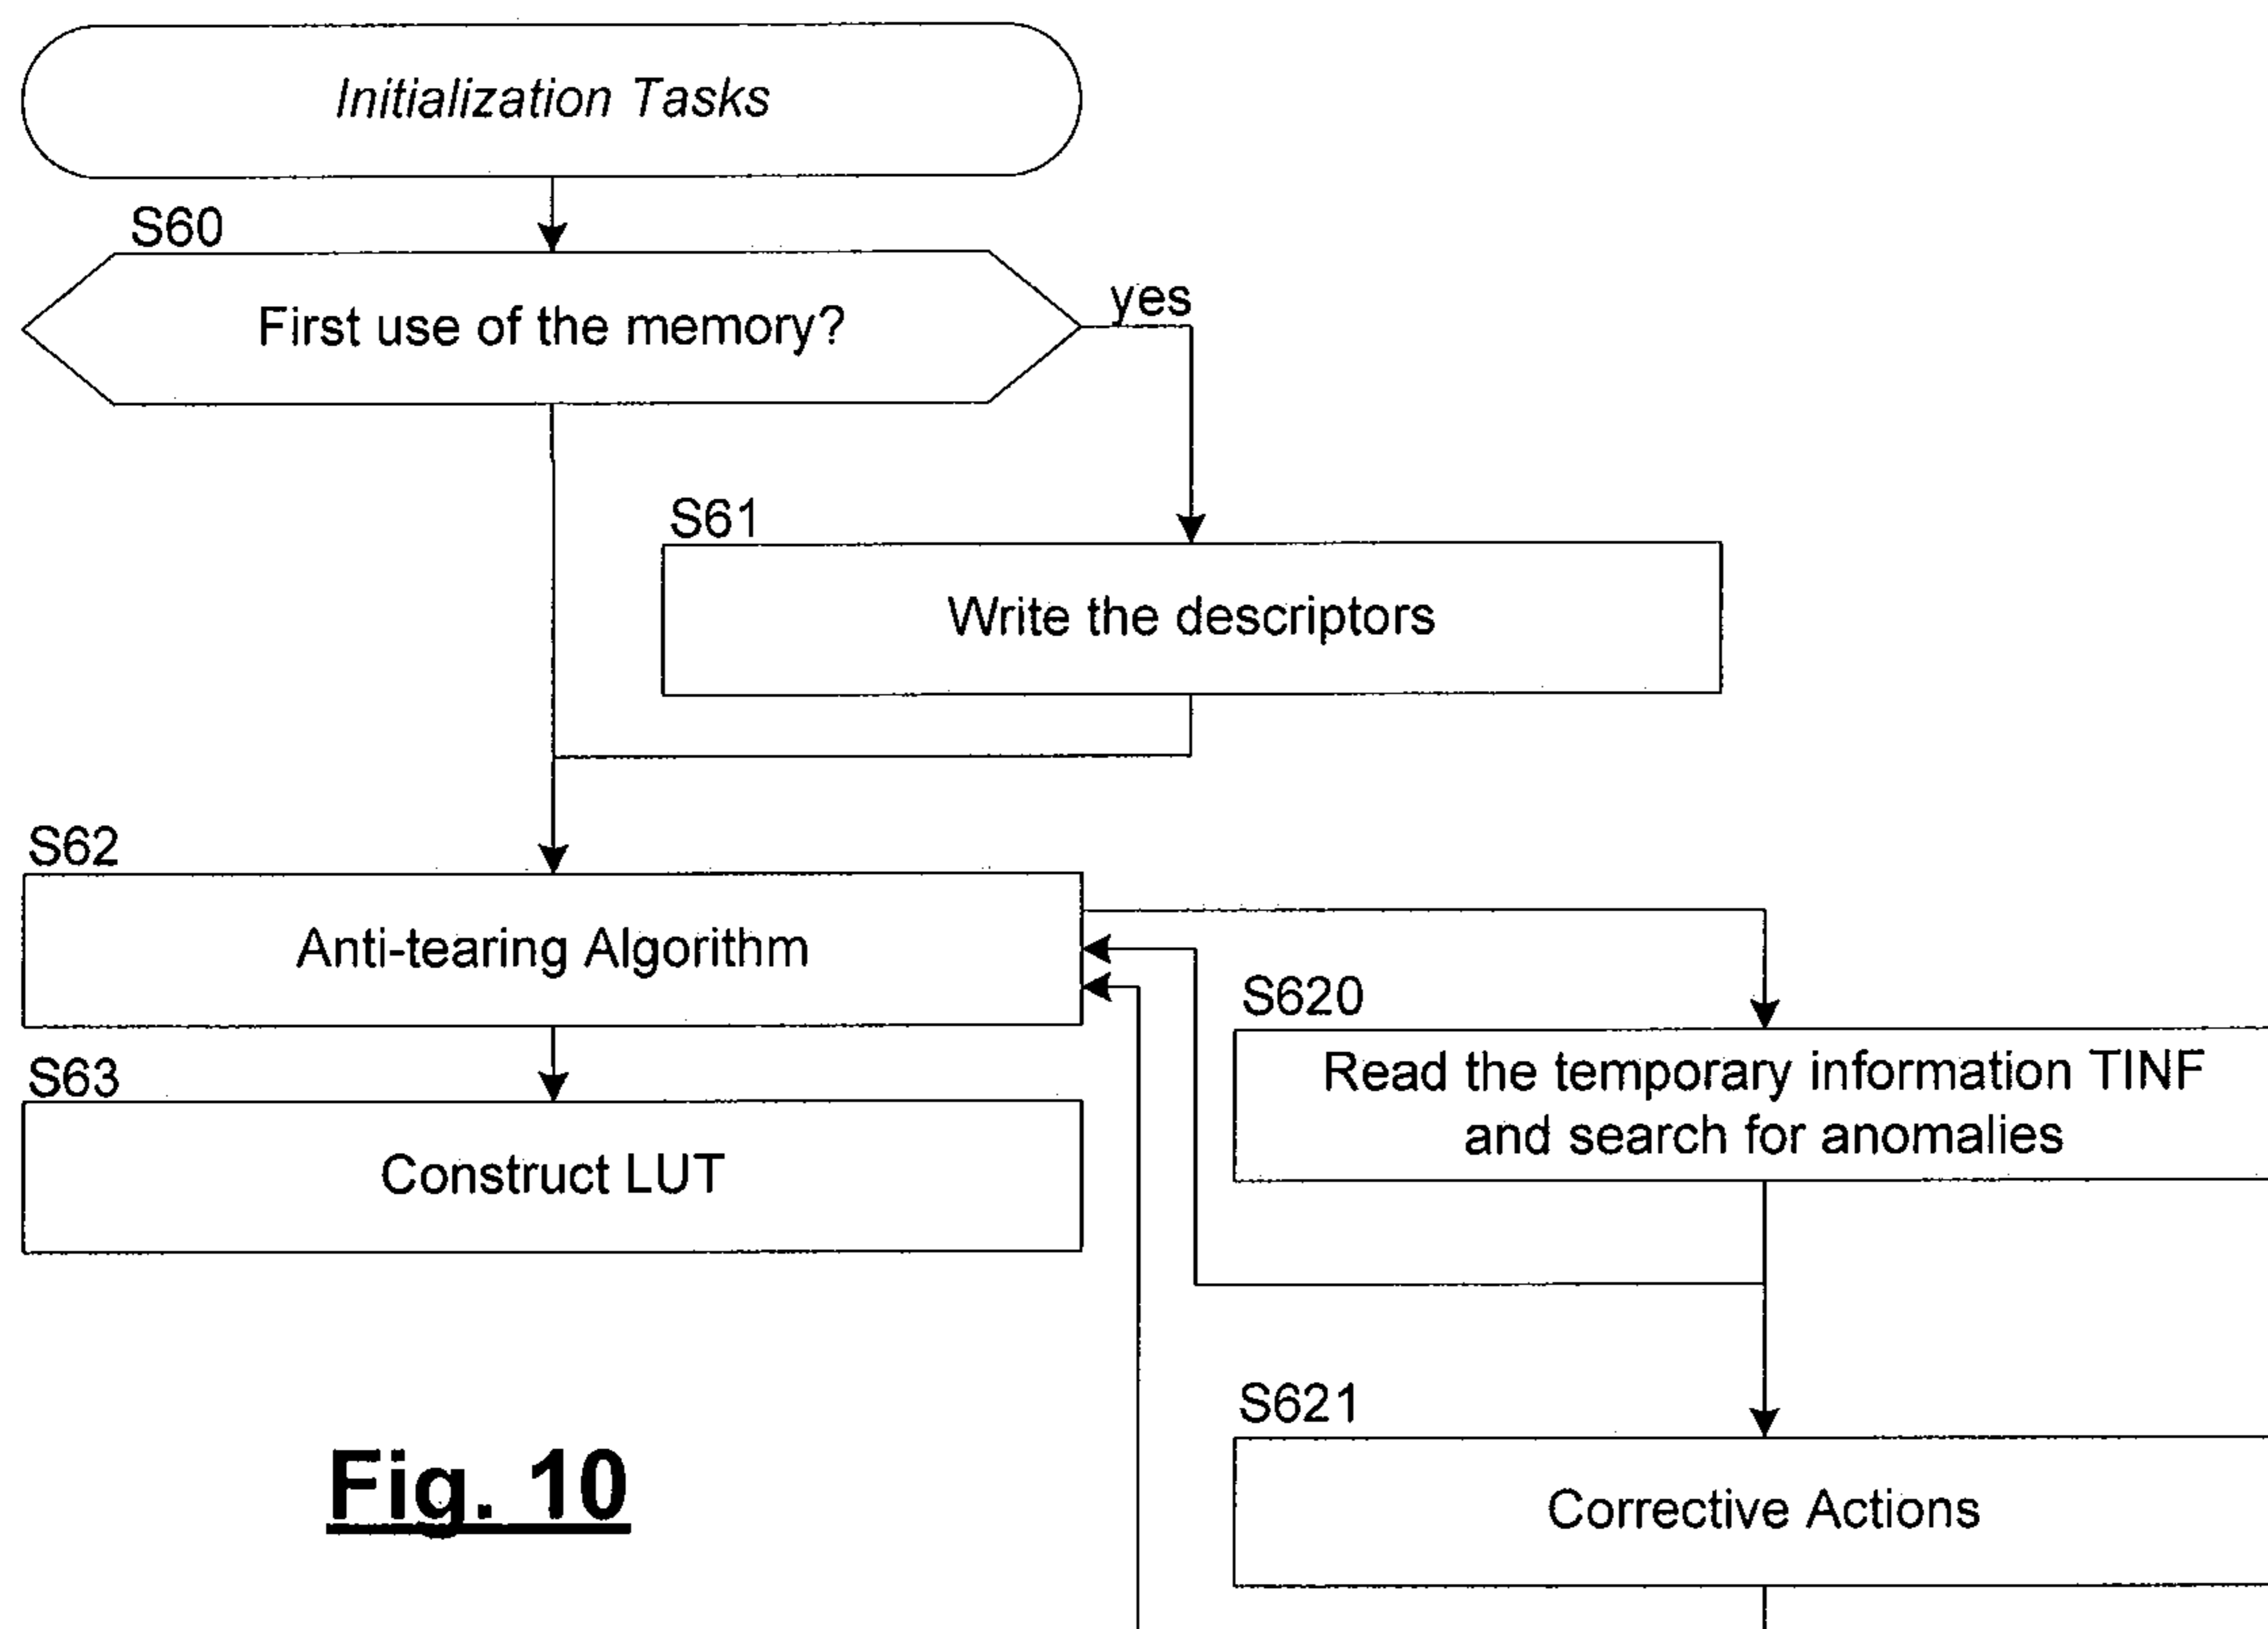 Initialization Tasks
S60
First use of the memory?
yes
S61
Write the descriptors
S62
Anti-tearing Algorithm
S620
Read the temporary information TINF
and search for anomalies
S63
Construct LUT
S621
Corrective Actions
Fig. 10